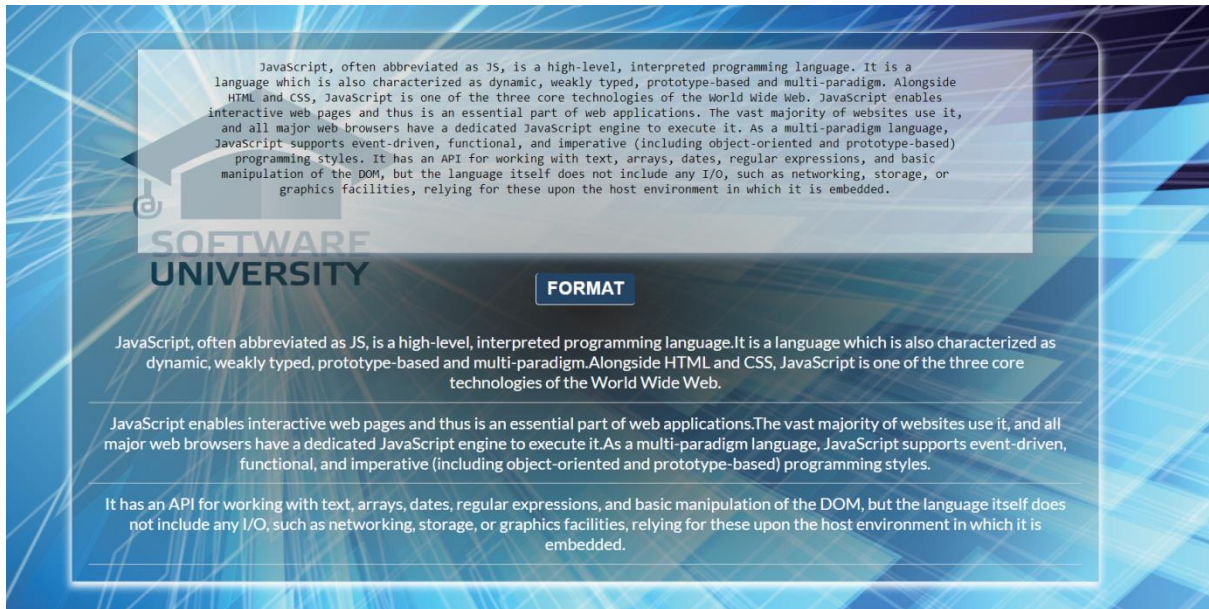 JavaScript, often abbreviated as JS, is a high-level, interpreted programming language. It is a
language which is also characterized as dynamic, weakly typed, prototype-based and multi-paradigm. Alongside
HTML and CSS, JavaScript is one of the three core technologies of the World Wide Web. JavaScript enables
interactive web pages and thus is an essential part of web applications. The vast majority of websites use it,
and all major web browsers have a dedicated JavaScript engine to execute it. As a multi-paradigm language,
JavaScript supports event-driven, functional, and imperative (including object-oriented and prototype-based)
programming styles. It has an API for working with text, arrays, dates, regular expressions, and basic
manipulation of the DOM, but the language itself does not include any I/O, such as networking, storage, or
graphics facilities, relying for these upon the host environment in which it is embedded.
SOFTWARE
UNIVERSITY
FORMAT
JavaScript, often abbreviated as JS, is a high-level, interpreted programming language.It is a language which is also characterized as
dynamic, weakly typed, prototype-based and multi-paradigm.Alongside HTML and CSS, JavaScript is one of the three core
technologies of the World Wide Web.
JavaScript enables interactive web pages and thus is an essential part of web applications.The vast majority of websites use it, and all
major web browsers have a dedicated JavaScript engine to execute it.As a multi-paradigm language, JavaScript supports event-driven,
functional, and imperative (including object-oriented and prototype-based) programming styles.
It has an API for working with text, arrays, dates, regular expressions, and basic manipulation of the DOM, but the language itself does
not include any I/O, such as networking, storage, or graphics facilities, relying for these upon the host environment in which it is
embedded.